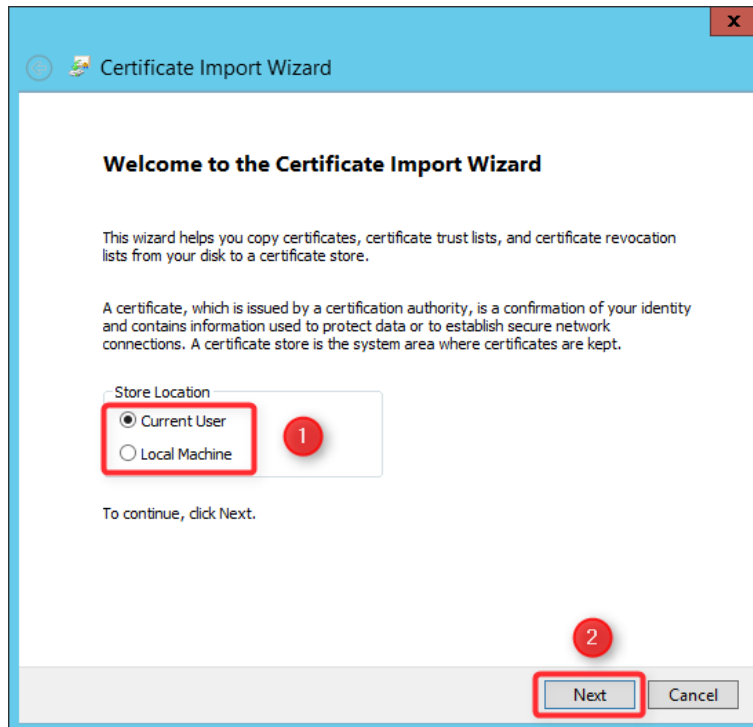 x
Certificate Import Wizard
Welcome to the Certificate Import Wizard
This wizard helps you copy certificates, certificate trust lists, and certificate revocation
lists from your disk to a certificate store.
A certificate, which is issued by a certification authority, is a confirmation of your identity
and contains information used to protect data or to establish secure network
connections. A certificate store is the system area where certificates are kept.
Store Location
Current User
1
Local Machine
To continue, click Next.
2
Next
Cancel